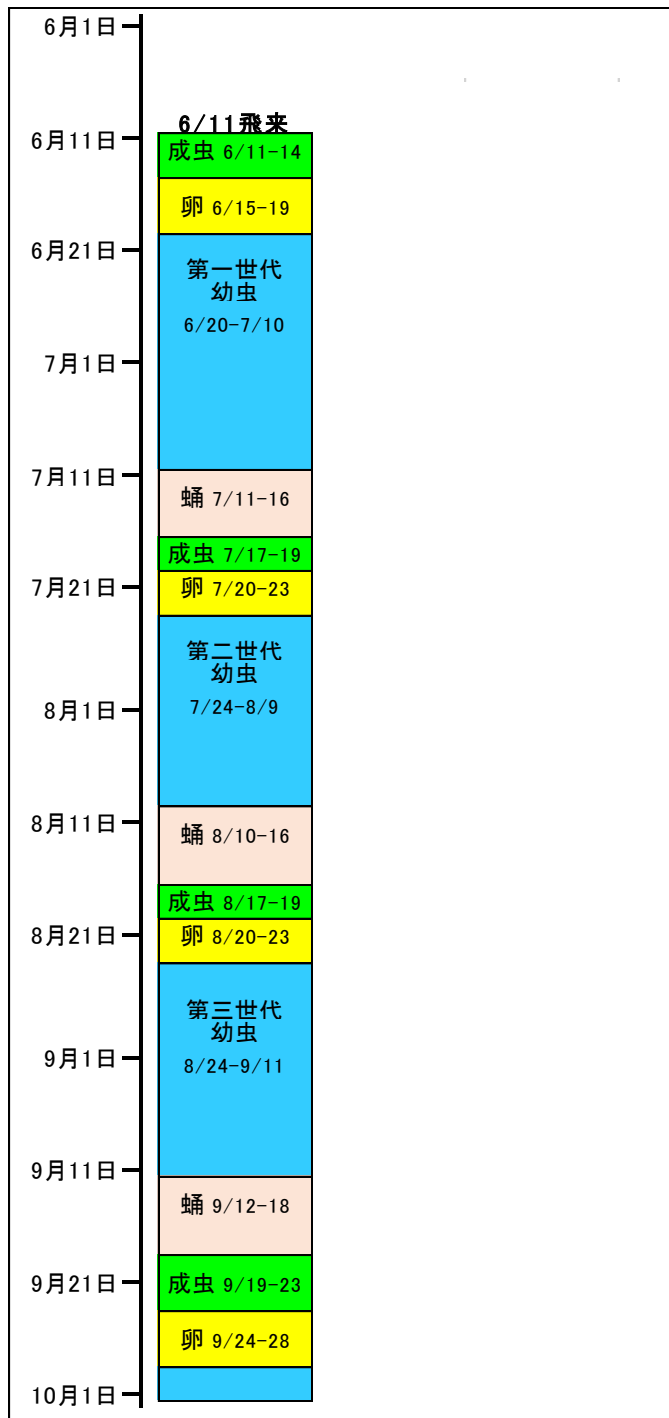 6月1日
6/11飛来
6月11日
成虫 6/11-14
卵 6/15-19
6月21日
第一世代
幼虫
6/20-7/10
7月1日
7月11日
蛹 7/11-16
成虫 7/17-19
7月21日
卵 7/20-23
第二世代
幼虫
7/24-8/9
8月1日
8月11日
蛹 8/10-16
成虫 8/17-19
8月21日
卵 8/20-23
第三世代
幼虫
8/24-9/11
9月1日
9月11日
蛹 9/12-18
9月21日
成虫 9/19-23
卵 9/24-28
10月1日